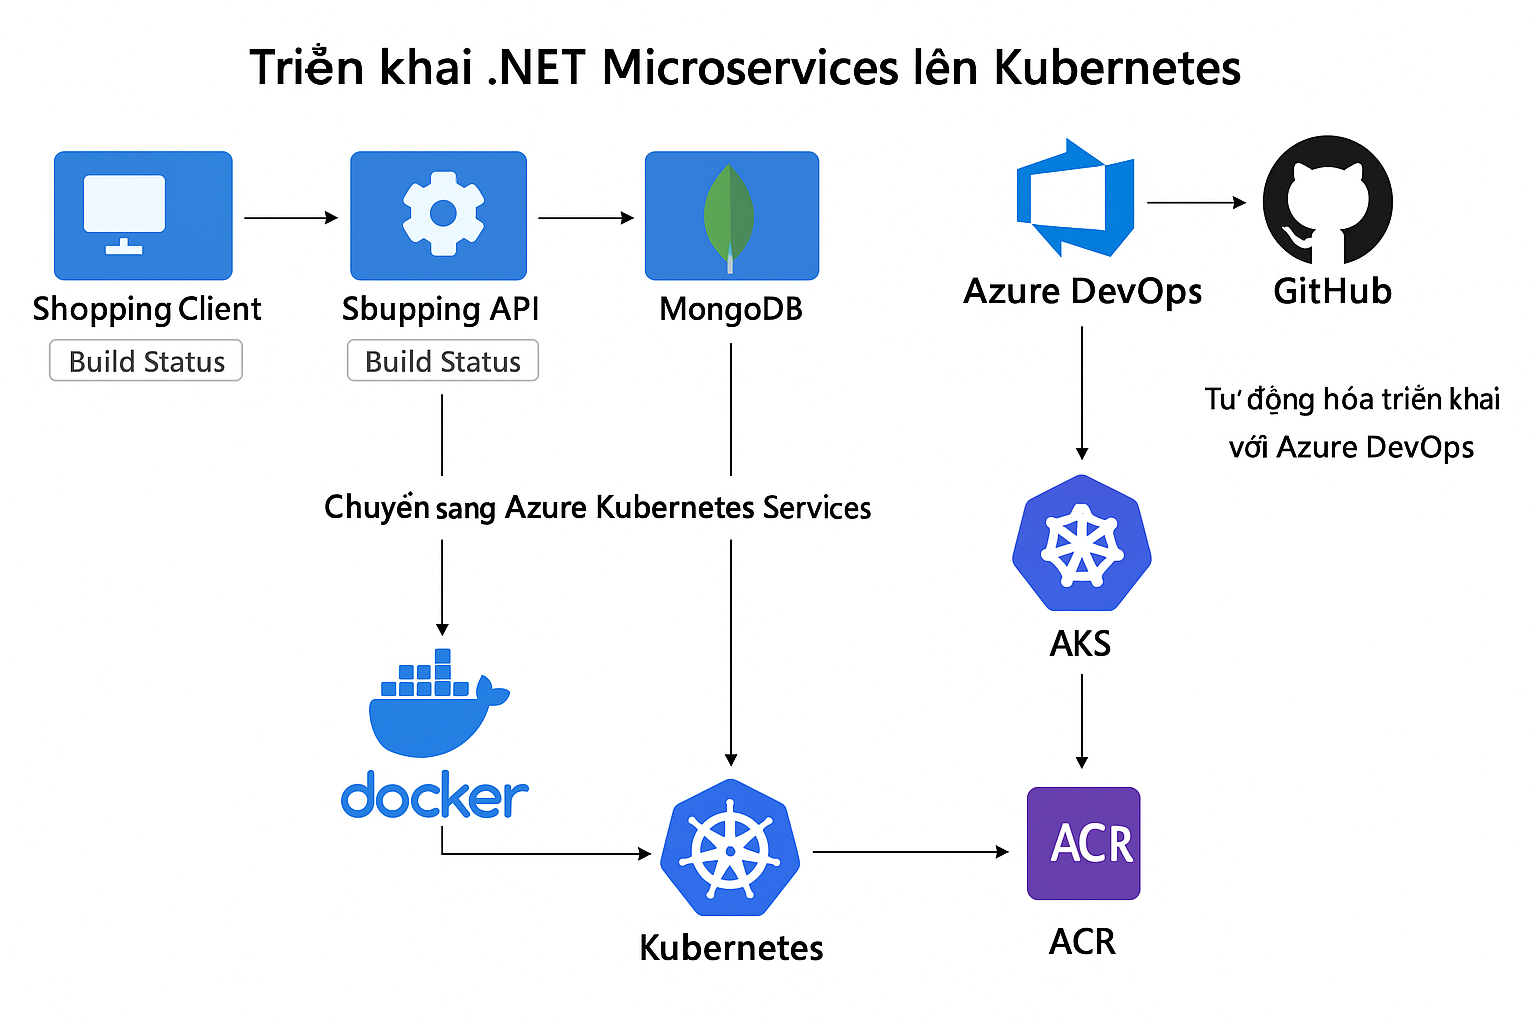 Triển khai .NET Microservices lên Kubernetes
Shopping Client
Sbupping API
MongoDB
Azure DevOps
GitHub
Build Status
Build Status
Tư động hóa triển khai
với Azure DevOps
Chuyển sang Azure Kubernetes Services
AKS
docker
ACR
Kubernetes
ACR